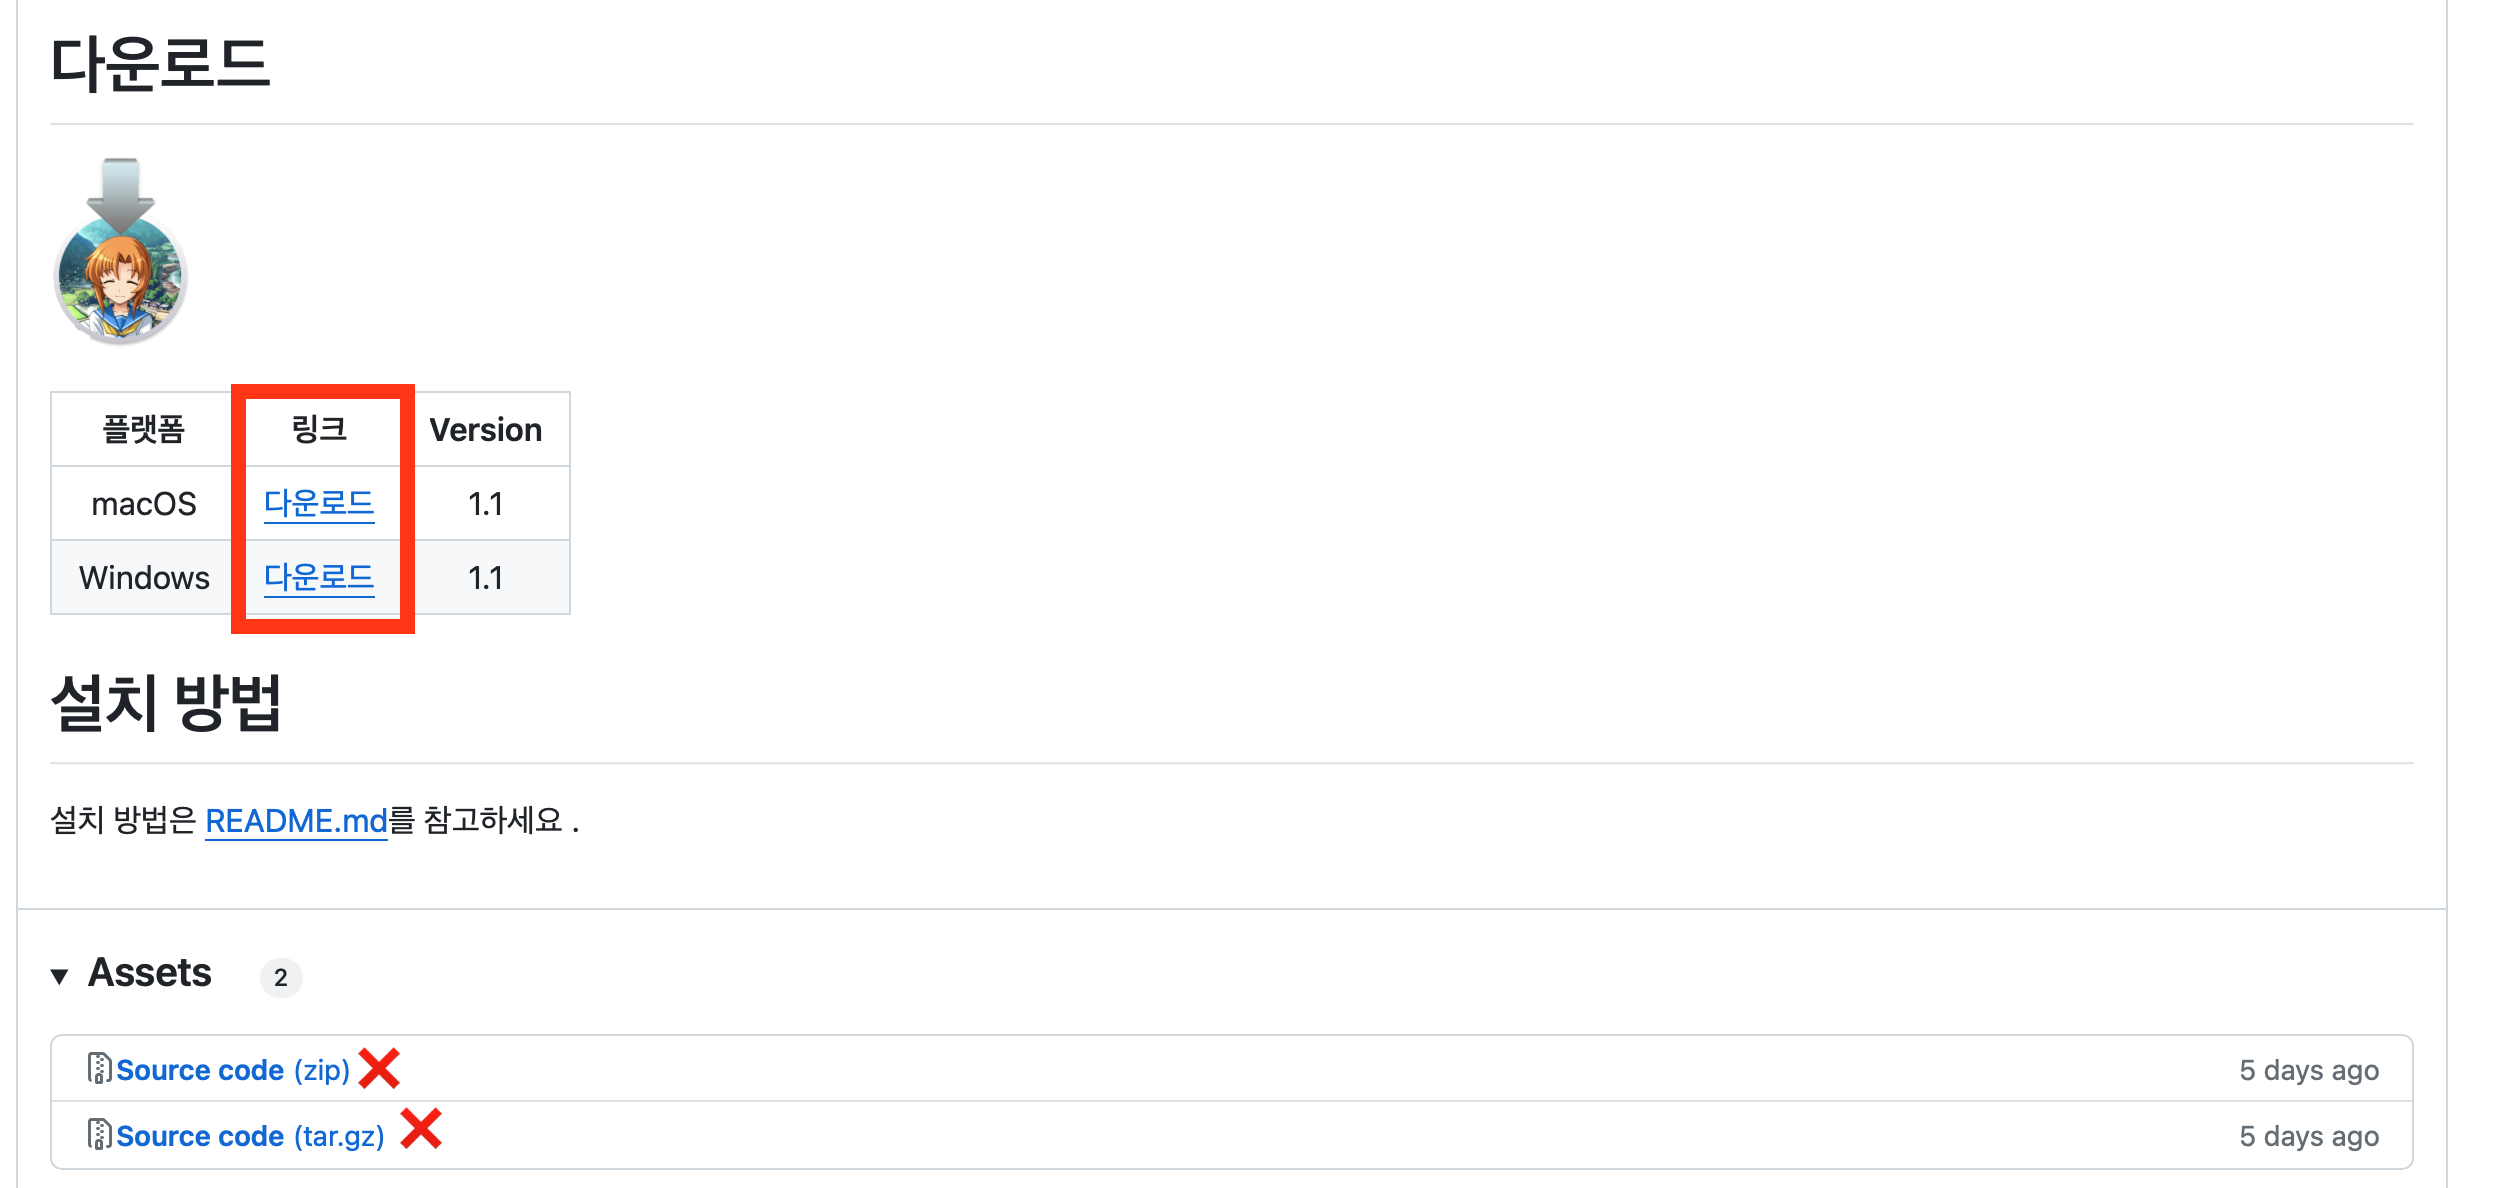 다운로드
플랫폼 링크 Version
macOS 다운로드 1.1
Windows 다운로드 1.1
설치 방법
설치 방법은 README.md를 참고하세요 .
Assets 2
Source code (zip) 5 days ago
Source code (tar.gz) 5 days ago